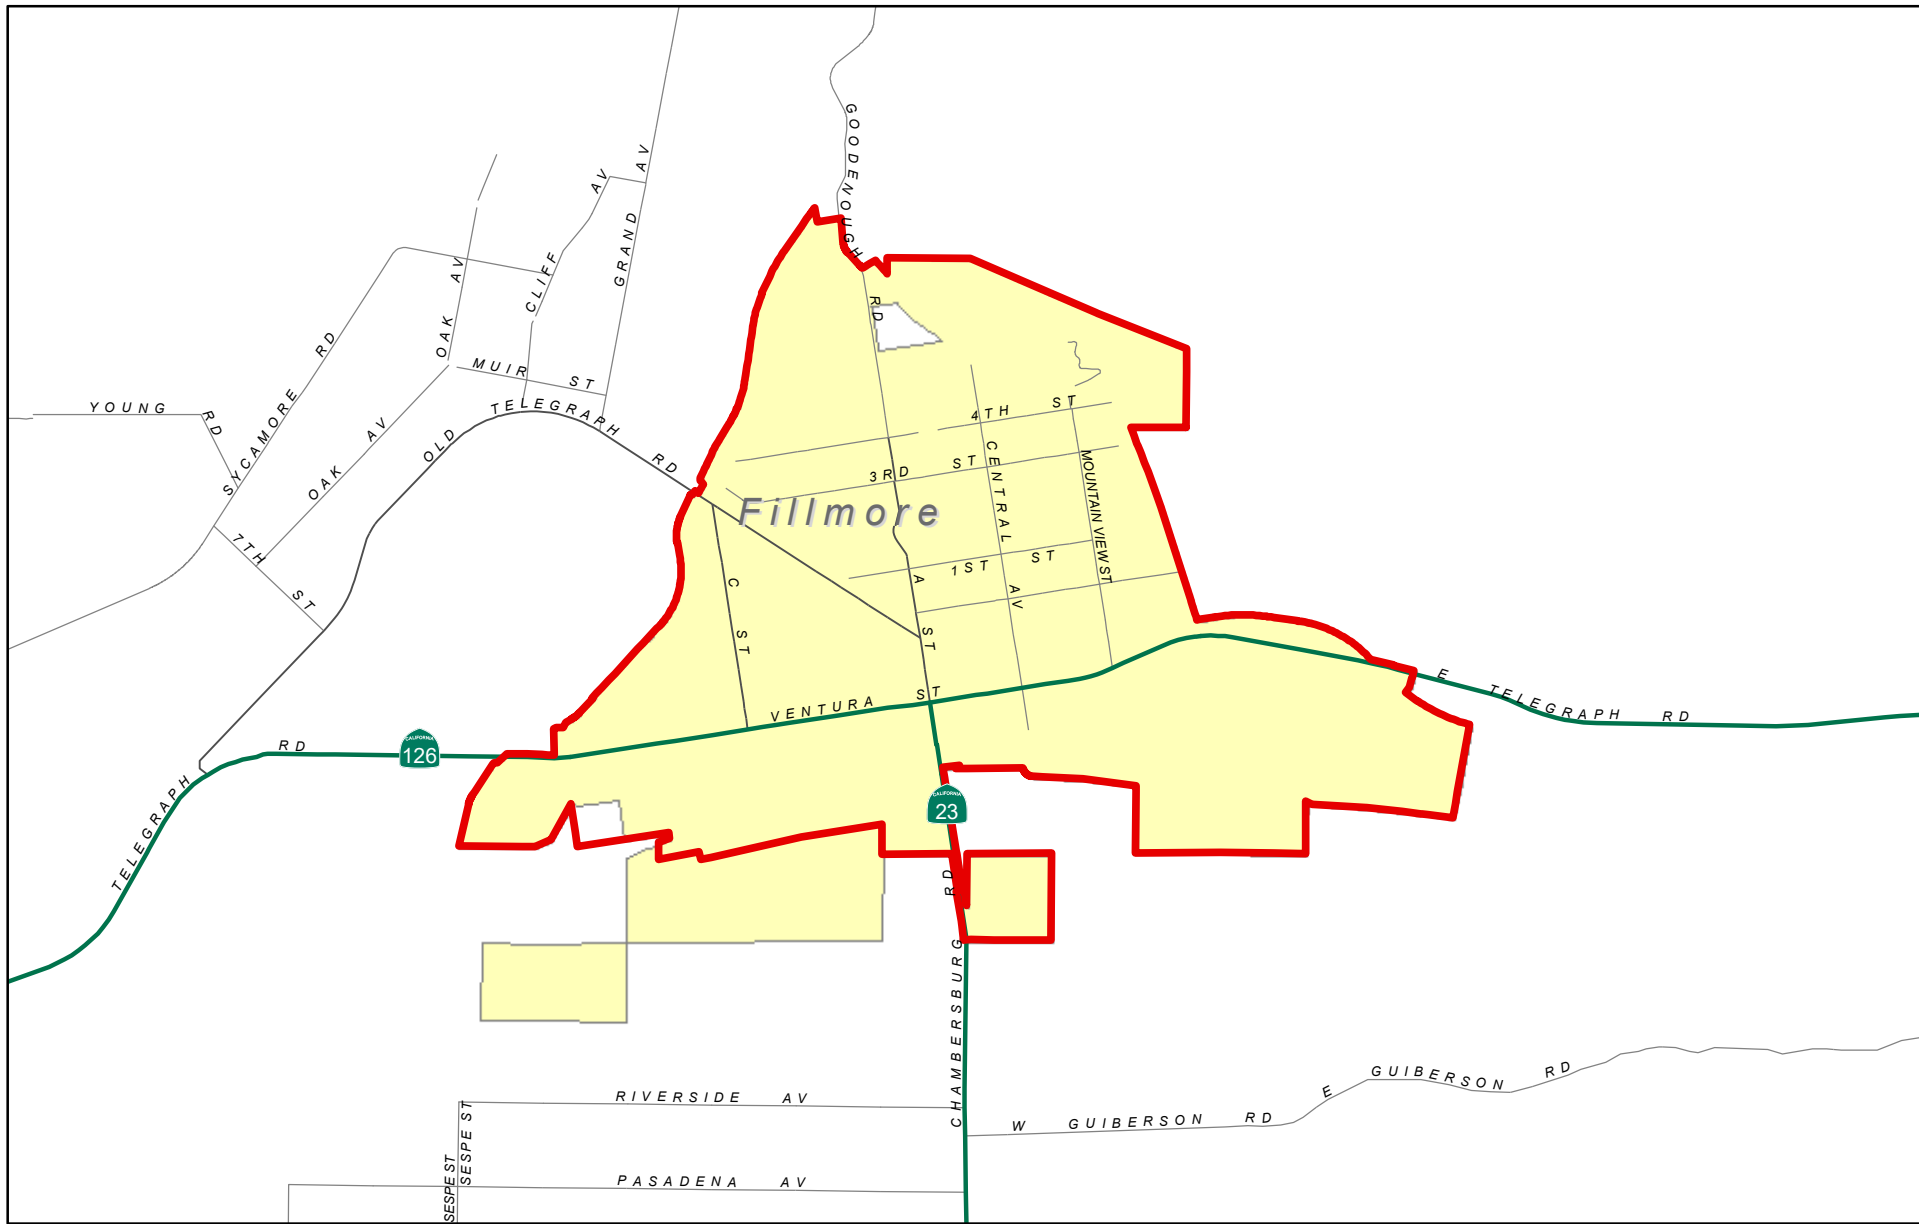 GOODENOUGH RD
GRAND AV
CLIFF AV
OAK AV
SYCAMORE RD
MUIR ST
YOUNG RD
OAK AV
OLD TELEGRAPH RD
4TH ST
3RD ST
CENTRAL AV
MOUNTAIN VIEW ST
Fillmore
7TH ST
1ST ST
C ST
A ST
VENTURA ST
E TELEGRAPH RD
TELEGRAPH RD
CALIFORNIA
126
CALIFORNIA
23
CHAMBERSBURG RD
RIVERSIDE AV
SESPE ST
SESPE ST
PASADENA AV
W GUIBERSON RD
E GUIBERSON RD